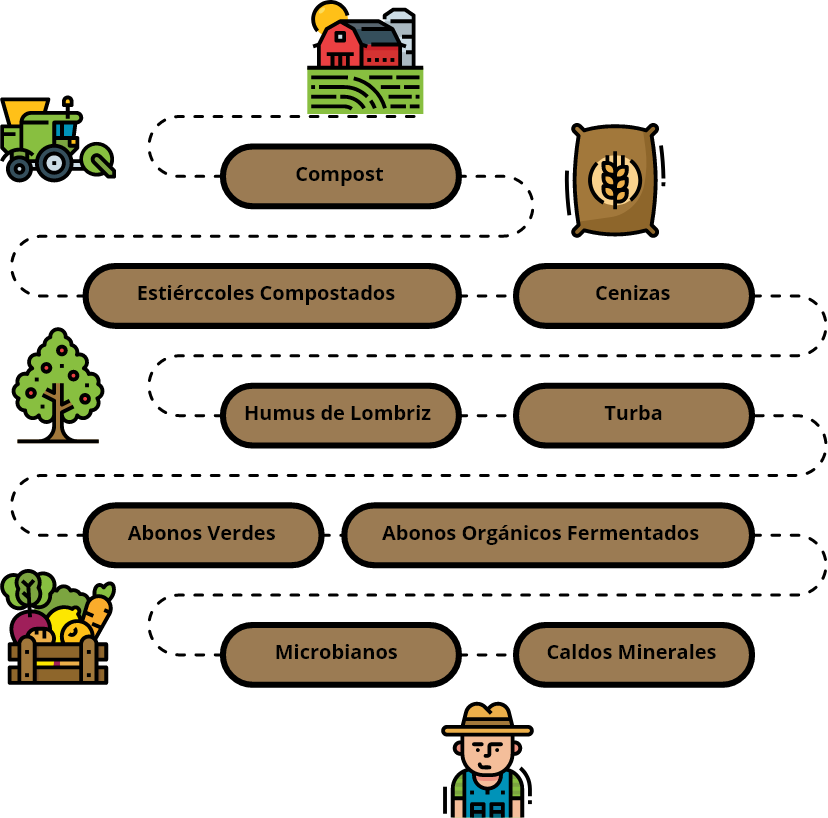 Compost
Estiérccoles Compostados
Cenizas
Humus de Lombriz
Turba
Abonos Verdes
Abonos Orgánicos Fermentados
Microbianos
Caldos Minerales